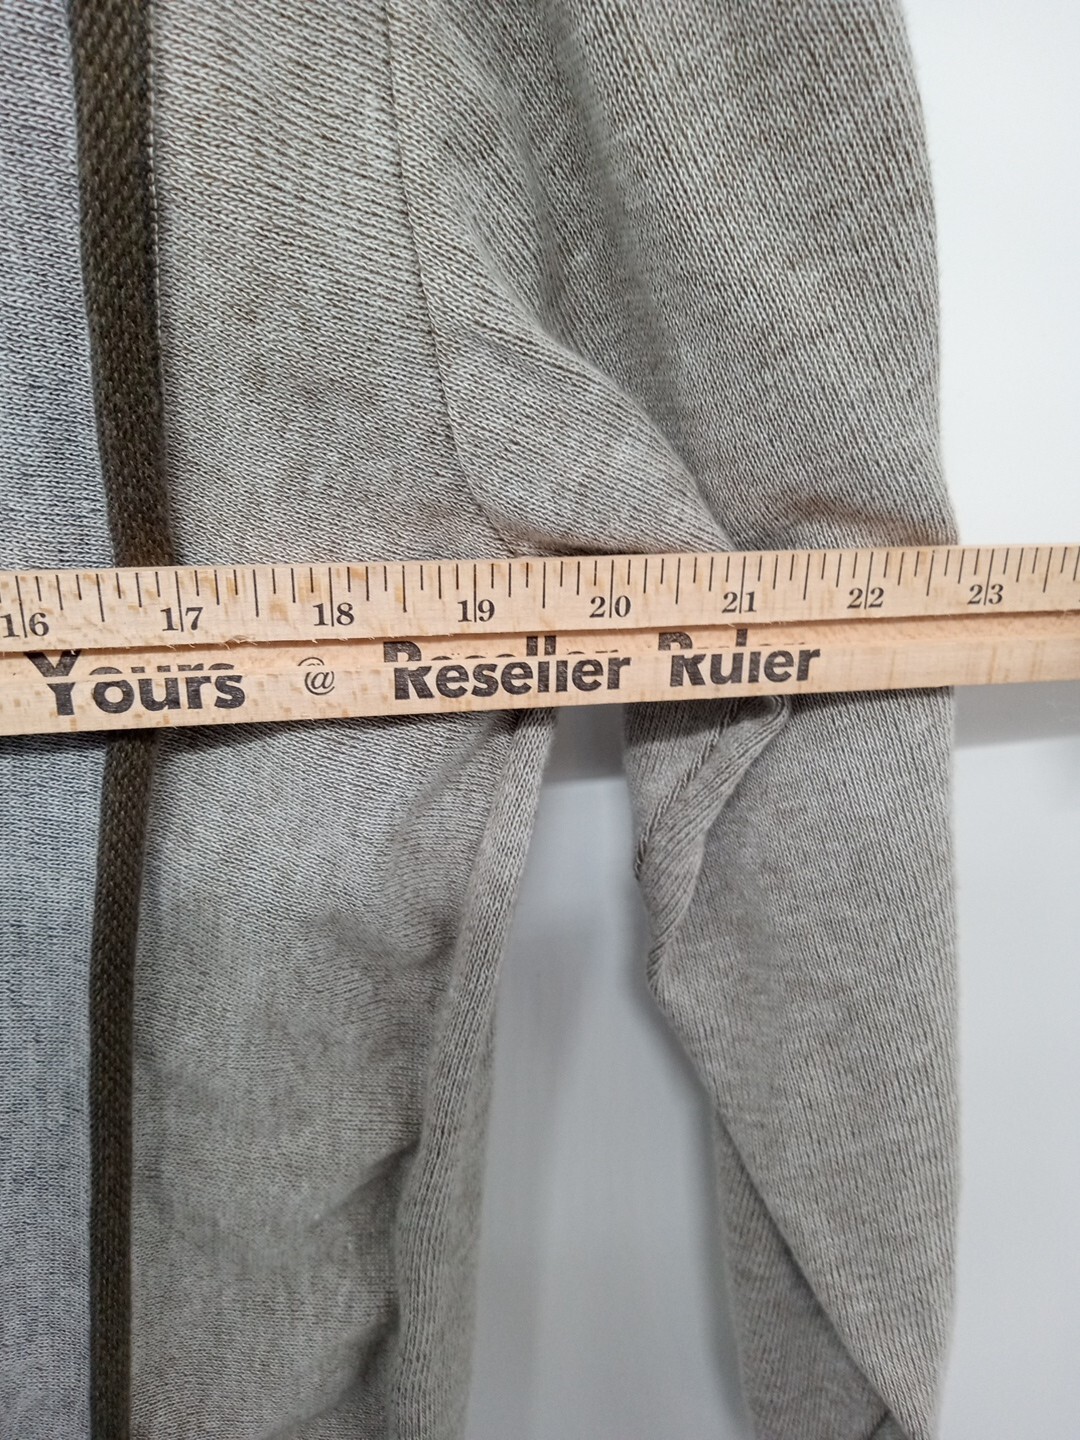 16 17 18 19 20 21 22 23
Yours @ Reseller Ruler